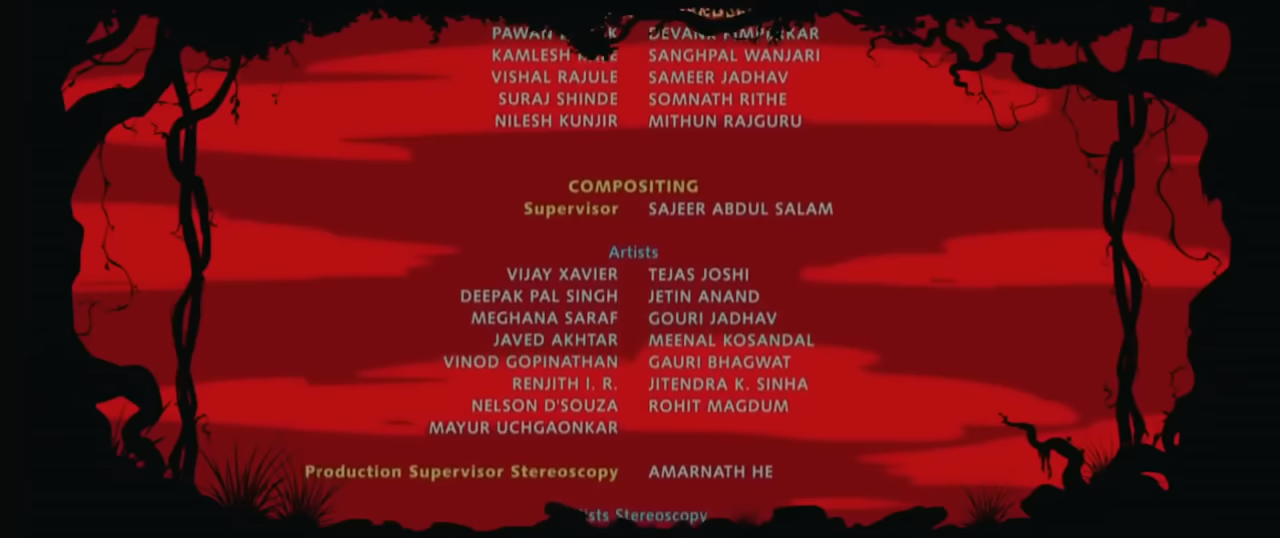 PAWAN
KAMLESH SANGHPAL WANJARI
VISHAL RAJULE SAMEER JADHAV
SURAJ SHINDE SOMNATH RITHE
NILESH KUNJIR MITHUN RAJGURU
COMPOSITING
Supervisor SAJEER ABDUL SALAM
Artists
VIJAY XAVIER TEJAS JOSHI
DEEPAK PAL SINGH JETIN ANAND
MEGHANA SARAF GOURI JADHAV
JAVED AKHTAR MEENAL KOSANDAL
VINOD GOPINATHAN GAURI BHAGWAT
RENJITH I. R. JITENDRA K. SINHA
NELSON D'SOUZA ROHIT MAGDUM
MAYUR UCHGAONKAR
Production Supervisor Stereoscopy AMARNATH HE
Stereoscopy